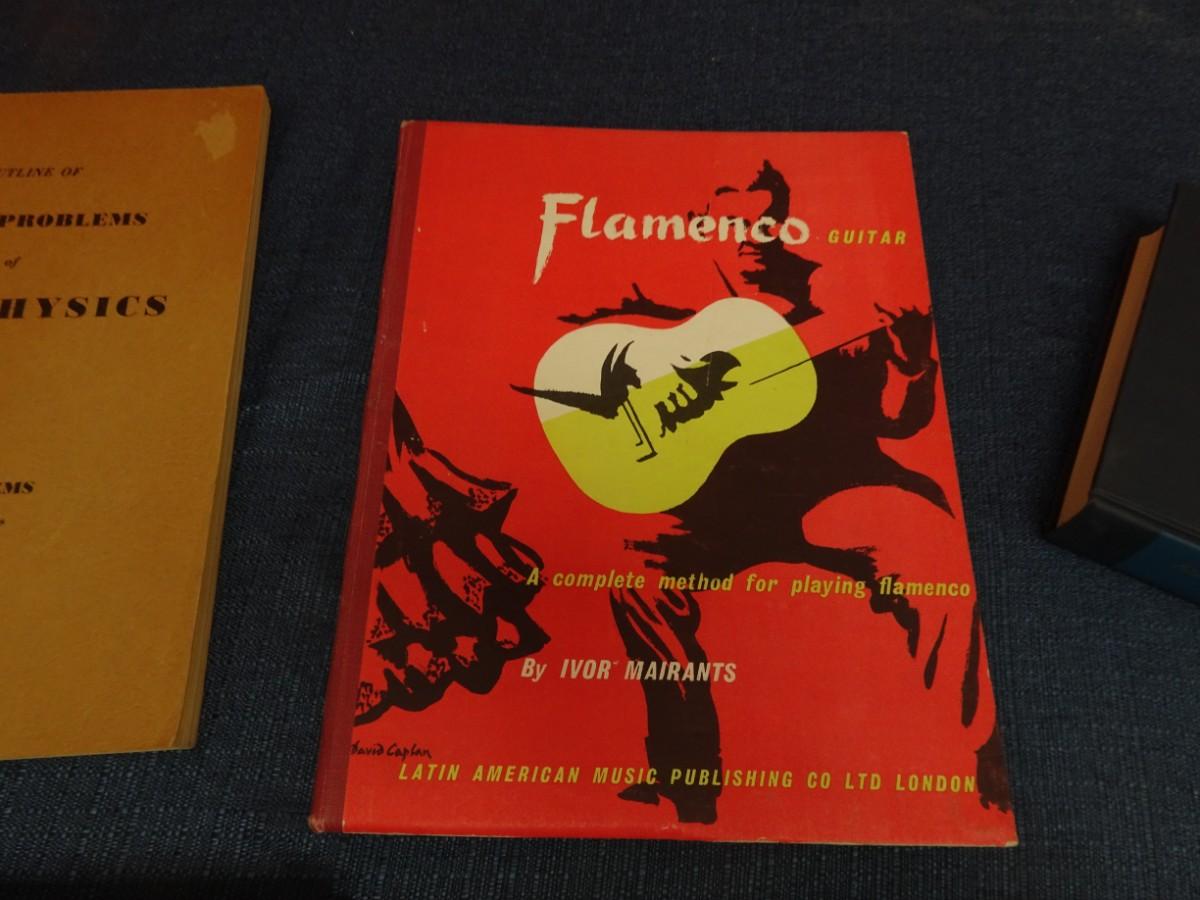 UTLINE OF
PROBLEMS
of
HYSICS
EMS
Flamenco GUITAR
A complete method for playing flamenco
By IVOR MAIRANTS
David Caplan
LATIN AMERICAN MUSIC PUBLISHING CO LTD LONDON